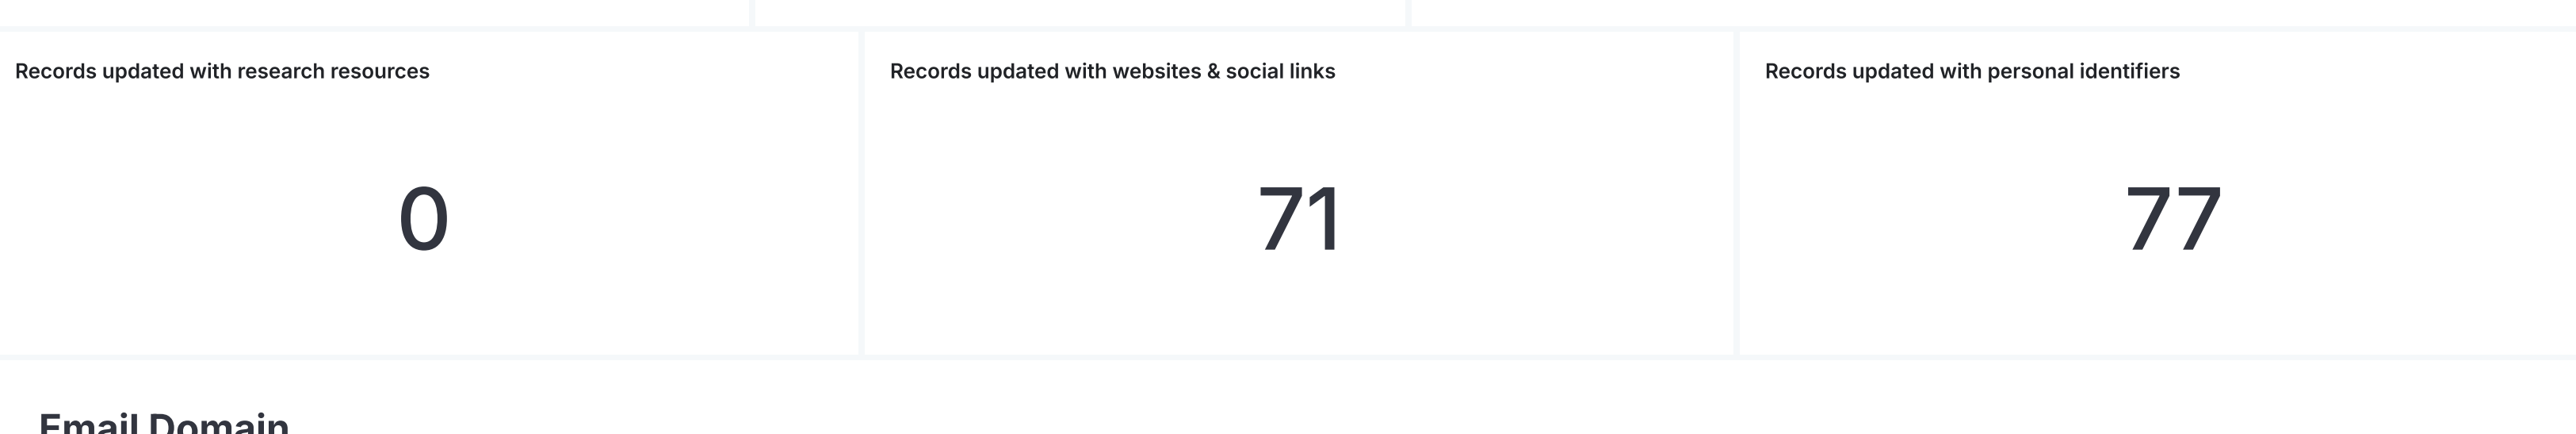 Records updated with research resources
Records updated with websites & social links
Records updated with personal identifiers
0
71
77
Email Domain